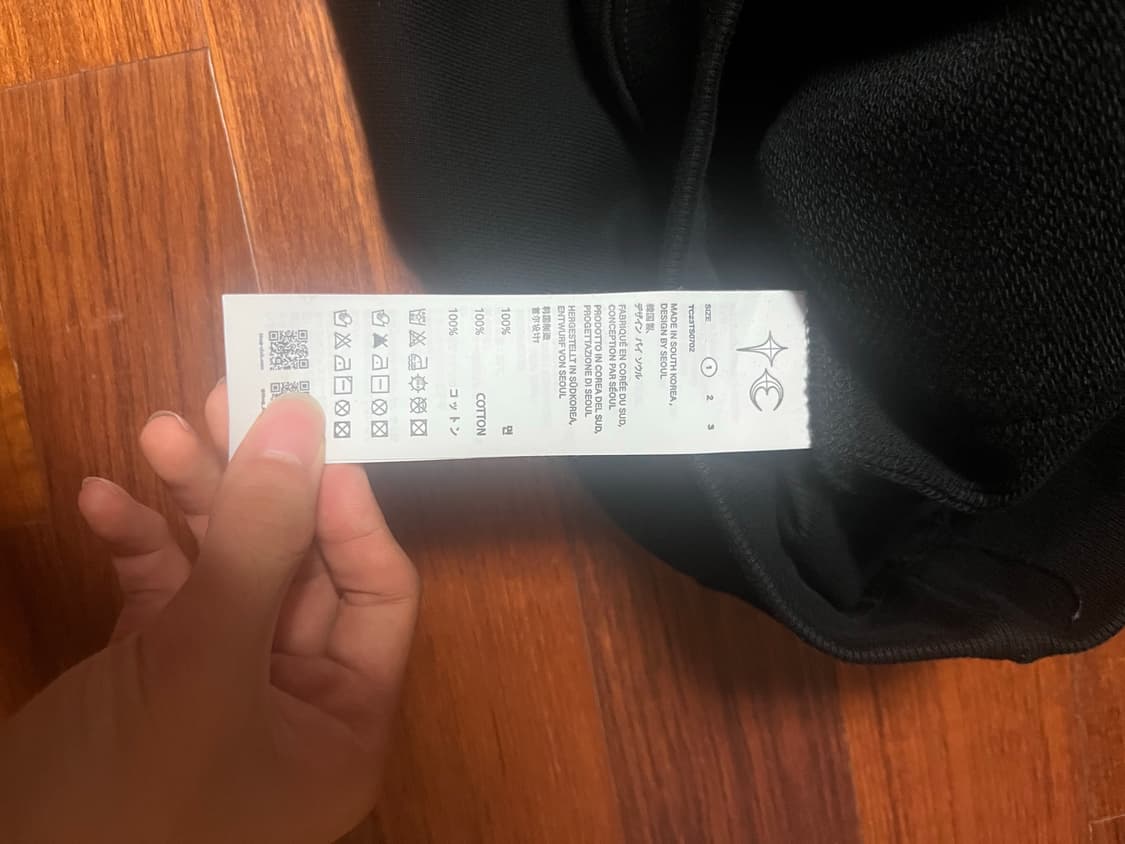 SIZE 1 2 3
TC23TS0702
MADE IN SOUTH KOREA,
DESIGN BY SEOUL
韓国製、
デザイン バイ ソウル
FABRIQUÉ EN CORÉE DU SUD,
CONCEPTION PAR SÉOUL
PRODOTTO IN COREA DEL SUD,
PROGETTAZIONE DI SEOUL
HERGESTELLT IN SÜDKOREA,
ENTWURF VON SEOUL
韩国制造
首尔设计
100% 면
100% COTTON
100% コットン